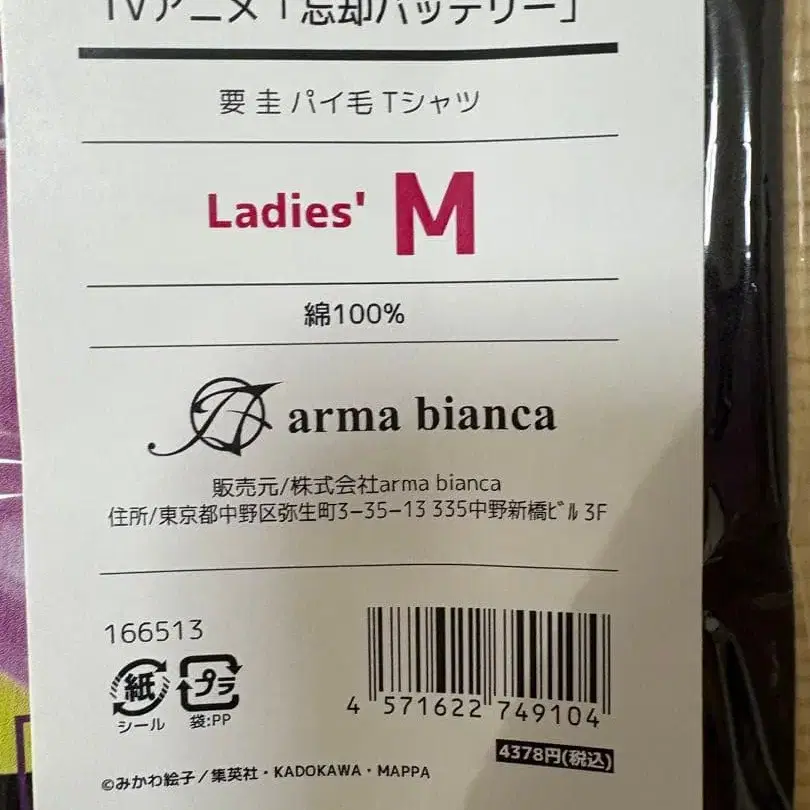 TVアニメ「忘却バッテリー」
要 圭 パイ毛 Tシャツ
Ladies' M
綿100%
arma bianca
販売元/株式会社arma bianca
住所/東京都中野区弥生町3-35-13 335中野新橋ﾋﾞﾙ 3F
166513
紙
シール
プラ
袋:PP
4 571622 749104
4378円(税込)
©みかわ絵子/集英社・KADOKAWA・MAPPA